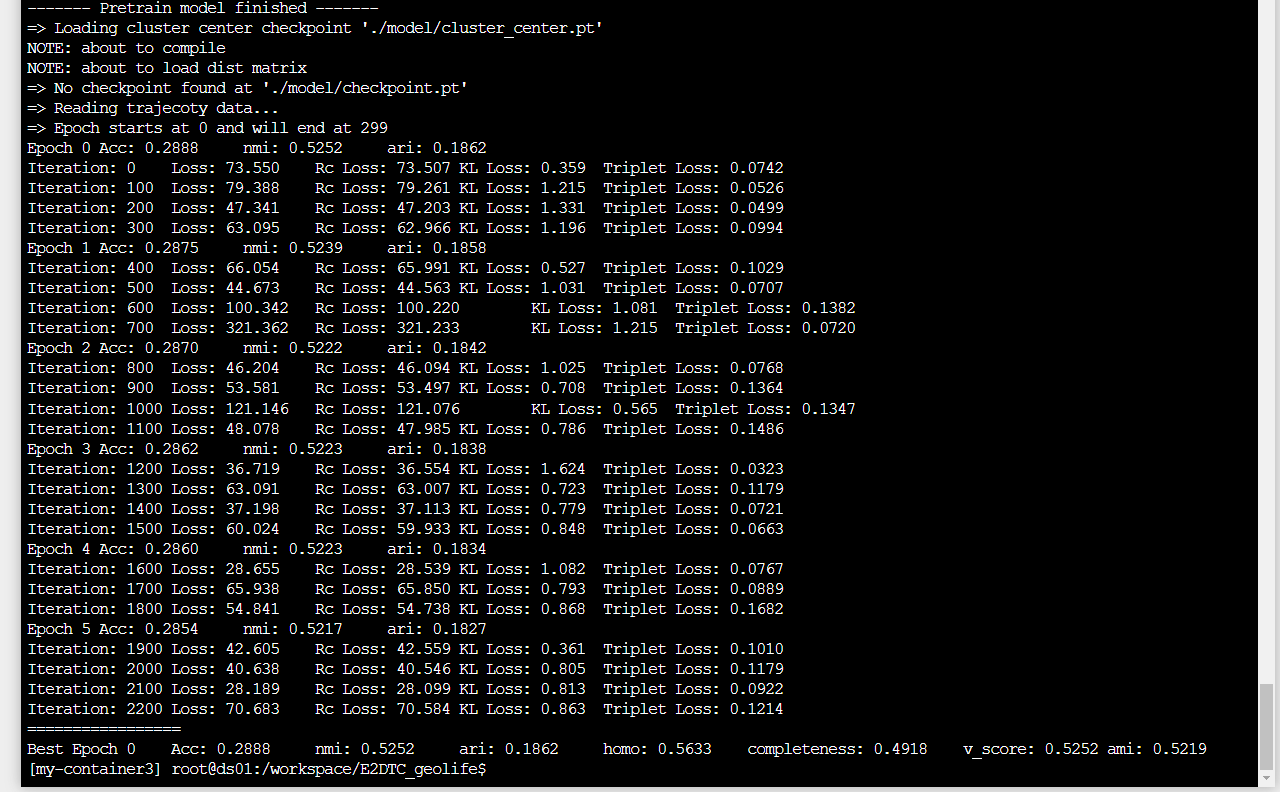 ------- Pretrain model finished -------
=> Loading cluster center checkpoint './model/cluster_center.pt'
NOTE: about to compile
NOTE: about to load dist matrix
=> No checkpoint found at './model/checkpoint.pt'
=> Reading trajecoty data...
=> Epoch starts at 0 and will end at 299
Epoch 0 Acc: 0.2888 nmi: 0.5252 ari: 0.1862
Iteration: 0 Loss: 73.550 Rc Loss: 73.507 KL Loss: 0.359 Triplet Loss: 0.0742
Iteration: 100 Loss: 79.388 Rc Loss: 79.261 KL Loss: 1.215 Triplet Loss: 0.0526
Iteration: 200 Loss: 47.341 Rc Loss: 47.203 KL Loss: 1.331 Triplet Loss: 0.0499
Iteration: 300 Loss: 63.095 Rc Loss: 62.966 KL Loss: 1.196 Triplet Loss: 0.0994
Epoch 1 Acc: 0.2875 nmi: 0.5239 ari: 0.1858
Iteration: 400 Loss: 66.054 Rc Loss: 65.991 KL Loss: 0.527 Triplet Loss: 0.1029
Iteration: 500 Loss: 44.673 Rc Loss: 44.563 KL Loss: 1.031 Triplet Loss: 0.0707
Iteration: 600 Loss: 100.342 Rc Loss: 100.220 KL Loss: 1.081 Triplet Loss: 0.1382
Iteration: 700 Loss: 321.362 Rc Loss: 321.233 KL Loss: 1.215 Triplet Loss: 0.0720
Epoch 2 Acc: 0.2870 nmi: 0.5222 ari: 0.1842
Iteration: 800 Loss: 46.204 Rc Loss: 46.094 KL Loss: 1.025 Triplet Loss: 0.0768
Iteration: 900 Loss: 53.581 Rc Loss: 53.497 KL Loss: 0.708 Triplet Loss: 0.1364
Iteration: 1000 Loss: 121.146 Rc Loss: 121.076 KL Loss: 0.565 Triplet Loss: 0.1347
Iteration: 1100 Loss: 48.078 Rc Loss: 47.985 KL Loss: 0.786 Triplet Loss: 0.1486
Epoch 3 Acc: 0.2862 nmi: 0.5223 ari: 0.1838
Iteration: 1200 Loss: 36.719 Rc Loss: 36.554 KL Loss: 1.624 Triplet Loss: 0.0323
Iteration: 1300 Loss: 63.091 Rc Loss: 63.007 KL Loss: 0.723 Triplet Loss: 0.1179
Iteration: 1400 Loss: 37.198 Rc Loss: 37.113 KL Loss: 0.779 Triplet Loss: 0.0721
Iteration: 1500 Loss: 60.024 Rc Loss: 59.933 KL Loss: 0.848 Triplet Loss: 0.0663
Epoch 4 Acc: 0.2860 nmi: 0.5223 ari: 0.1834
Iteration: 1600 Loss: 28.655 Rc Loss: 28.539 KL Loss: 1.082 Triplet Loss: 0.0767
Iteration: 1700 Loss: 65.938 Rc Loss: 65.850 KL Loss: 0.793 Triplet Loss: 0.0889
Iteration: 1800 Loss: 54.841 Rc Loss: 54.738 KL Loss: 0.868 Triplet Loss: 0.1682
Epoch 5 Acc: 0.2854 nmi: 0.5217 ari: 0.1827
Iteration: 1900 Loss: 42.605 Rc Loss: 42.559 KL Loss: 0.361 Triplet Loss: 0.1010
Iteration: 2000 Loss: 40.638 Rc Loss: 40.546 KL Loss: 0.805 Triplet Loss: 0.1179
Iteration: 2100 Loss: 28.189 Rc Loss: 28.099 KL Loss: 0.813 Triplet Loss: 0.0922
Iteration: 2200 Loss: 70.683 Rc Loss: 70.584 KL Loss: 0.863 Triplet Loss: 0.1214
=================
Best Epoch 0 Acc: 0.2888 nmi: 0.5252 ari: 0.1862 homo: 0.5633 completeness: 0.4918 v_score: 0.5252 ami: 0.5219
[my-container3] root@ds01:/workspace/E2DTC_geolife$